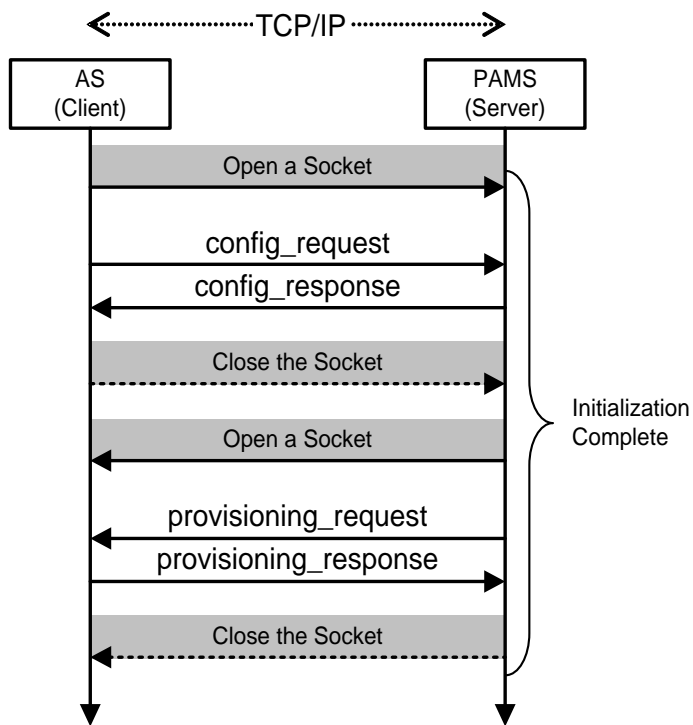 TCP/IP
AS
(Client)
PAMS
(Server)
Open a Socket
config_request
config_response
Close the Socket
Open a Socket
Initialization
Complete
provisioning_request
provisioning_response
Close the Socket